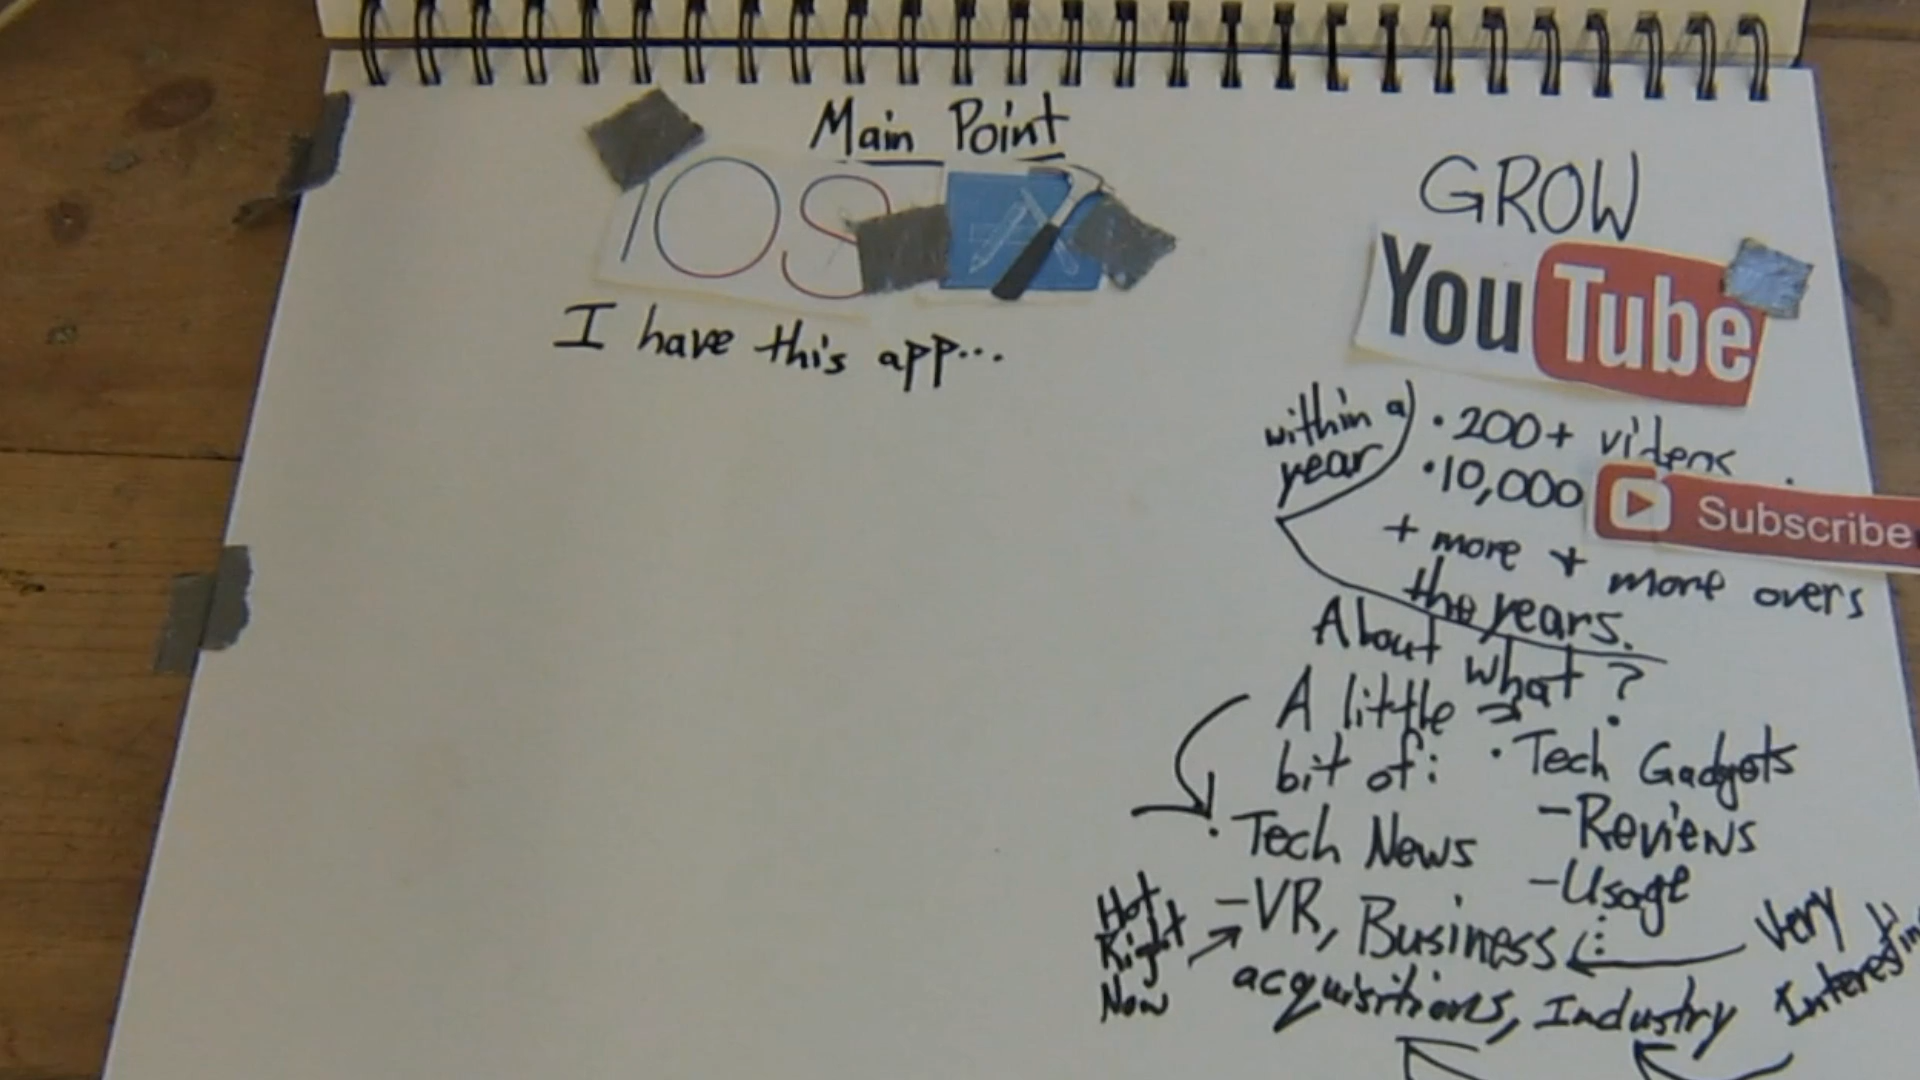 Main Point
iOS
I have this app...
GROW
YouTube
within a
year
• 200+ videos
• 10,000
Subscribe
+ more + more overs
the years.
About what?
A little
bit of:
• Tech Gadgets
- Reviews
- Usage
• Tech News
- VR, Business
acquisitions, Industry
Hot
Right
Now
Very